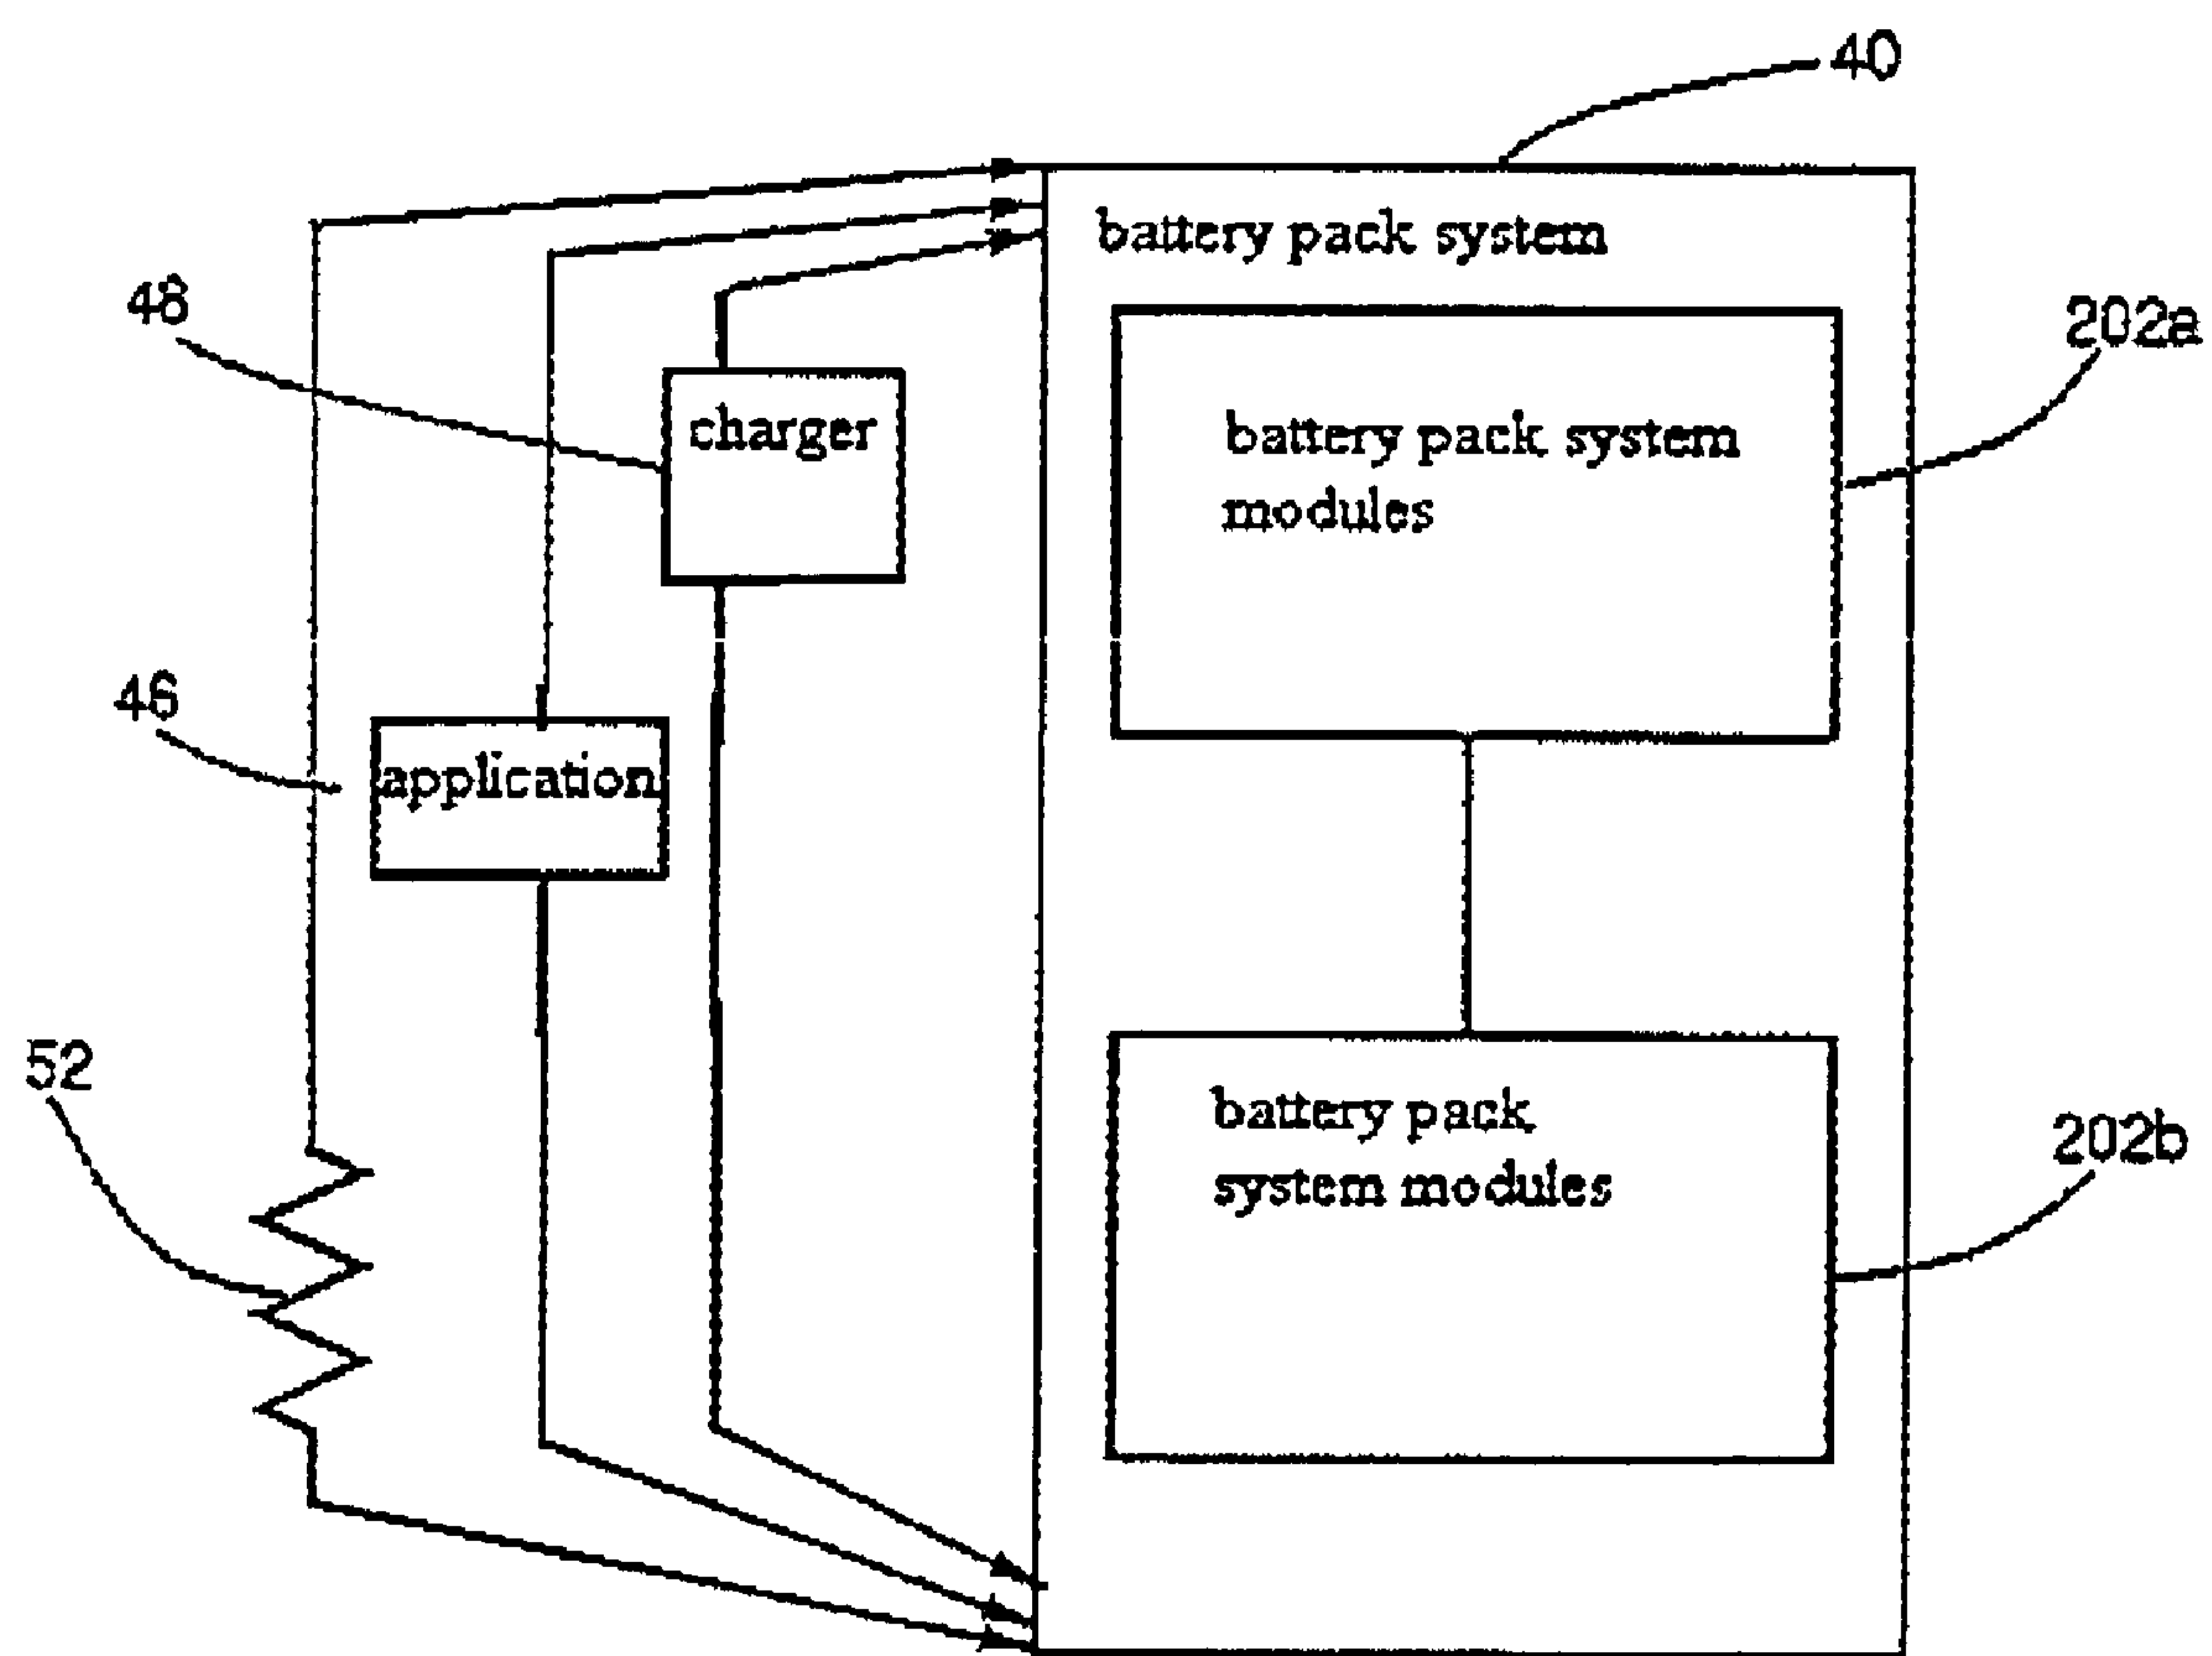 40
battery pack system
48
202a
charger
battery pack system
modules
46
application
52
battery pack
system modules
202b